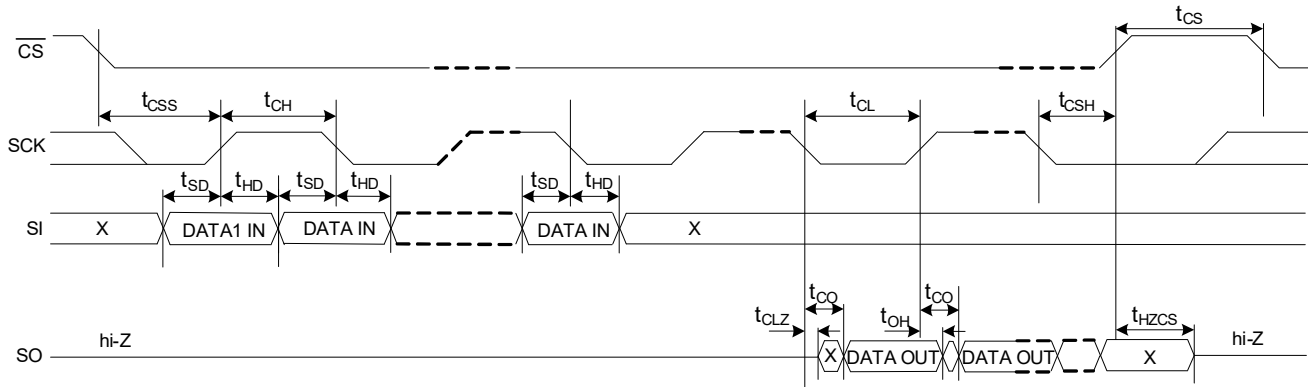 tCS
CS
tCSS tCH tCL tCSH
SCK
tSD tHD tSD tHD tSD tHD
SI X DATA1 IN DATA IN DATA IN X
tCO tCO
tCLZ tOH tHZCS
hi-Z hi-Z
SO X DATA OUT DATA OUT X